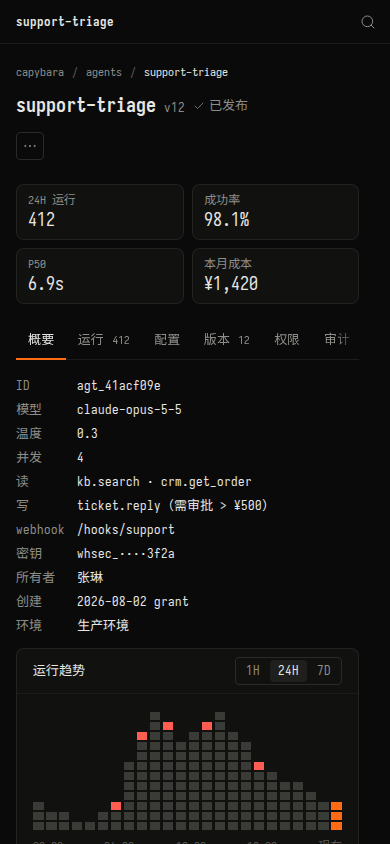 support-triage
capybara / agents / support-triage
support-triage v12 ✓ 已发布
···
24H 运行
412
成功率
98.1%
P50
6.9s
本月成本
¥1,420
概要 运行 412 配置 版本 12 权限 审计
ID agt_41acf09e
模型 claude-opus-5-5
温度 0.3
并发 4
读 kb.search · crm.get_order
写 ticket.reply (需审批 > ¥500)
webhook /hooks/support
密钥 whsec_····3f2a
所有者 张琳
创建 2026-08-02 grant
环境 生产环境
运行趋势 1H 24H 7D